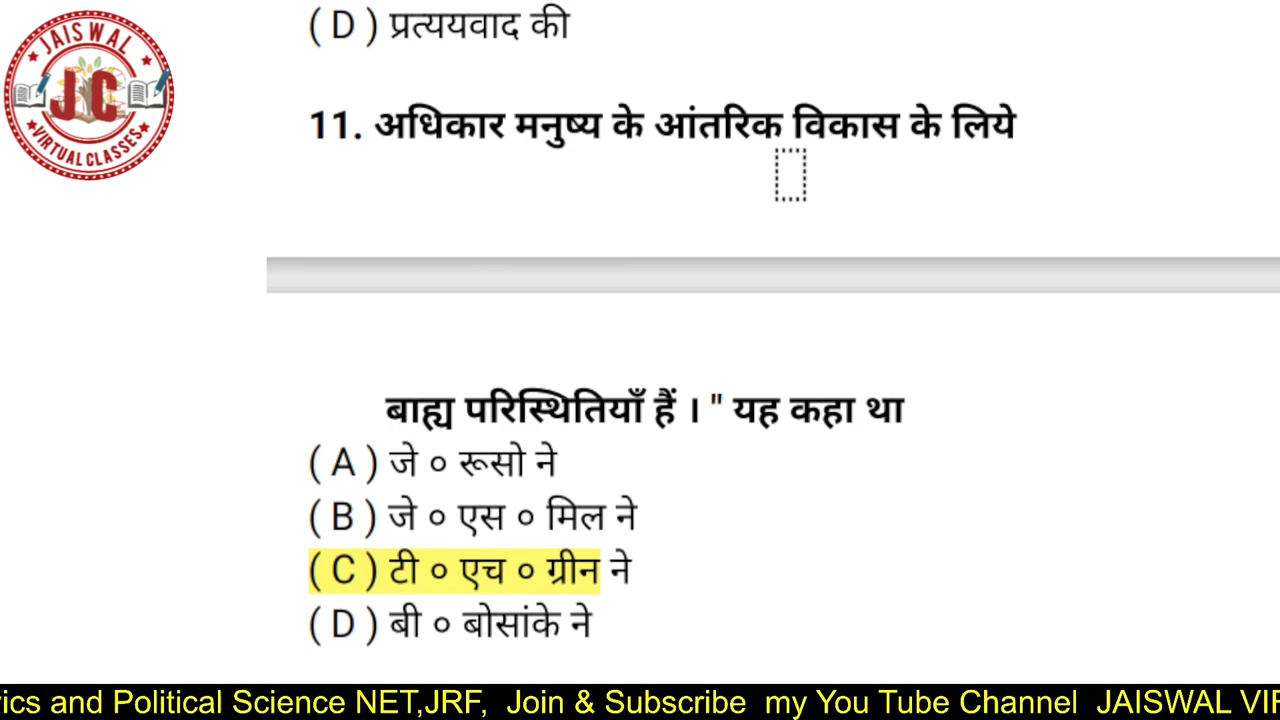 JAISWAL
JC
VIRTUAL CLASSES
( D ) प्रत्ययवाद की
11. अधिकार मनुष्य के आंतरिक विकास के लिये
बाह्य परिस्थितियाँ हैं । " यह कहा था
( A ) जे ० रूसो ने
( B ) जे ० एस ० मिल ने
( C ) टी ० एच ० ग्रीन ने
( D ) बी ० बोसांके ने
ics and Political Science NET,JRF, Join & Subscribe my You Tube Channel JAISWAL VI